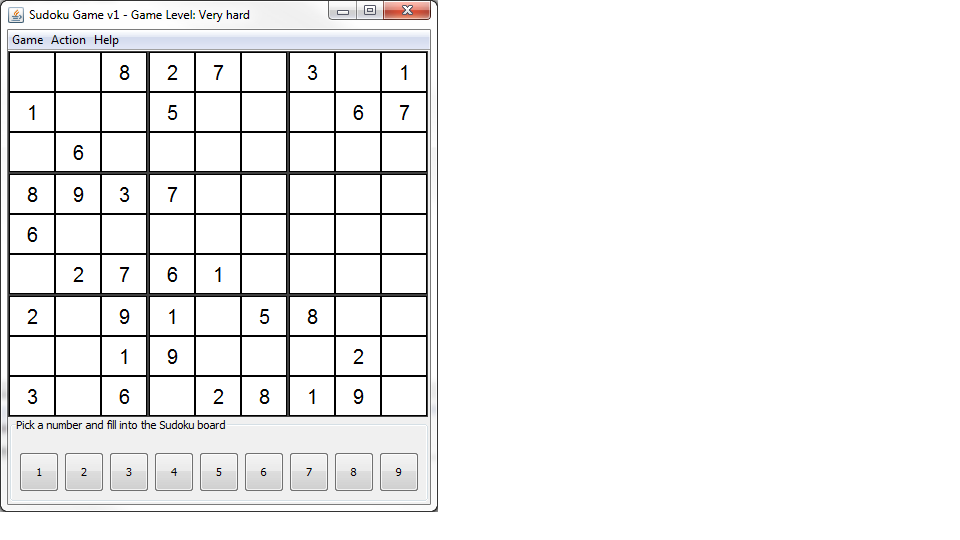 Sudoku Game v1 - Game Level: Very hard
Game Action Help
8 2 7 3 1
1 5 6 7
6
8 9 3 7
6
2 7 6 1
2 9 1 5 8
1 9 2
3 6 2 8 1 9
Pick a number and fill into the Sudoku board
1 2 3 4 5 6 7 8 9